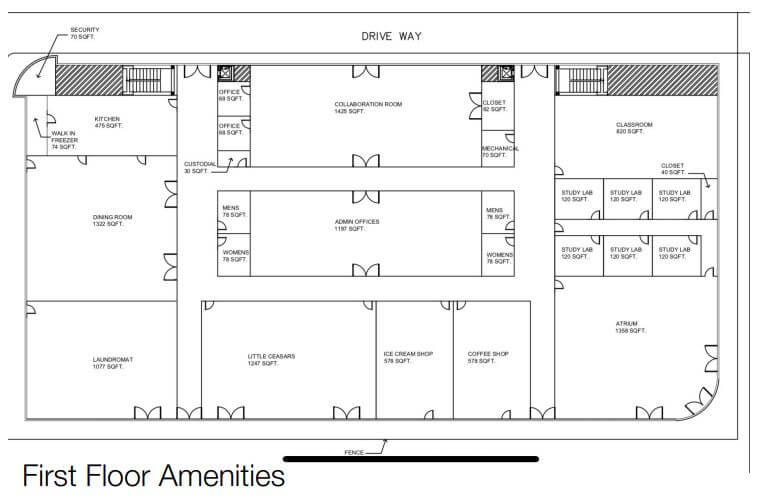 SECURITY
70 SQFT.
DRIVE WAY
KITCHEN
475 SQFT.
WALK IN
FREEZER
74 SQFT.
OFFICE
68 SQFT.
OFFICE
68 SQFT.
CUSTODIAL
30 SQFT.
COLLABORATION ROOM
1425 SQFT.
CLOSET
92 SQFT.
MECHANICAL
70 SQFT.
CLASSROOM
820 SQFT.
CLOSET
40 SQFT.
STUDY LAB
120 SQFT.
STUDY LAB
120 SQFT.
STUDY LAB
120 SQFT.
DINING ROOM
1322 SQFT.
MENS
78 SQFT.
ADMIN OFFICES
1197 SQFT.
MENS
78 SQFT.
WOMENS
78 SQFT.
WOMENS
78 SQFT.
STUDY LAB
120 SQFT.
STUDY LAB
120 SQFT.
STUDY LAB
120 SQFT.
ATRIUM
1358 SQFT.
LAUNDROMAT
1077 SQFT.
LITTLE CEASARS
1247 SQFT.
ICE CREAM SHOP
578 SQFT.
COFFEE SHOP
578 SQFT.
FENCE
First Floor Amenities